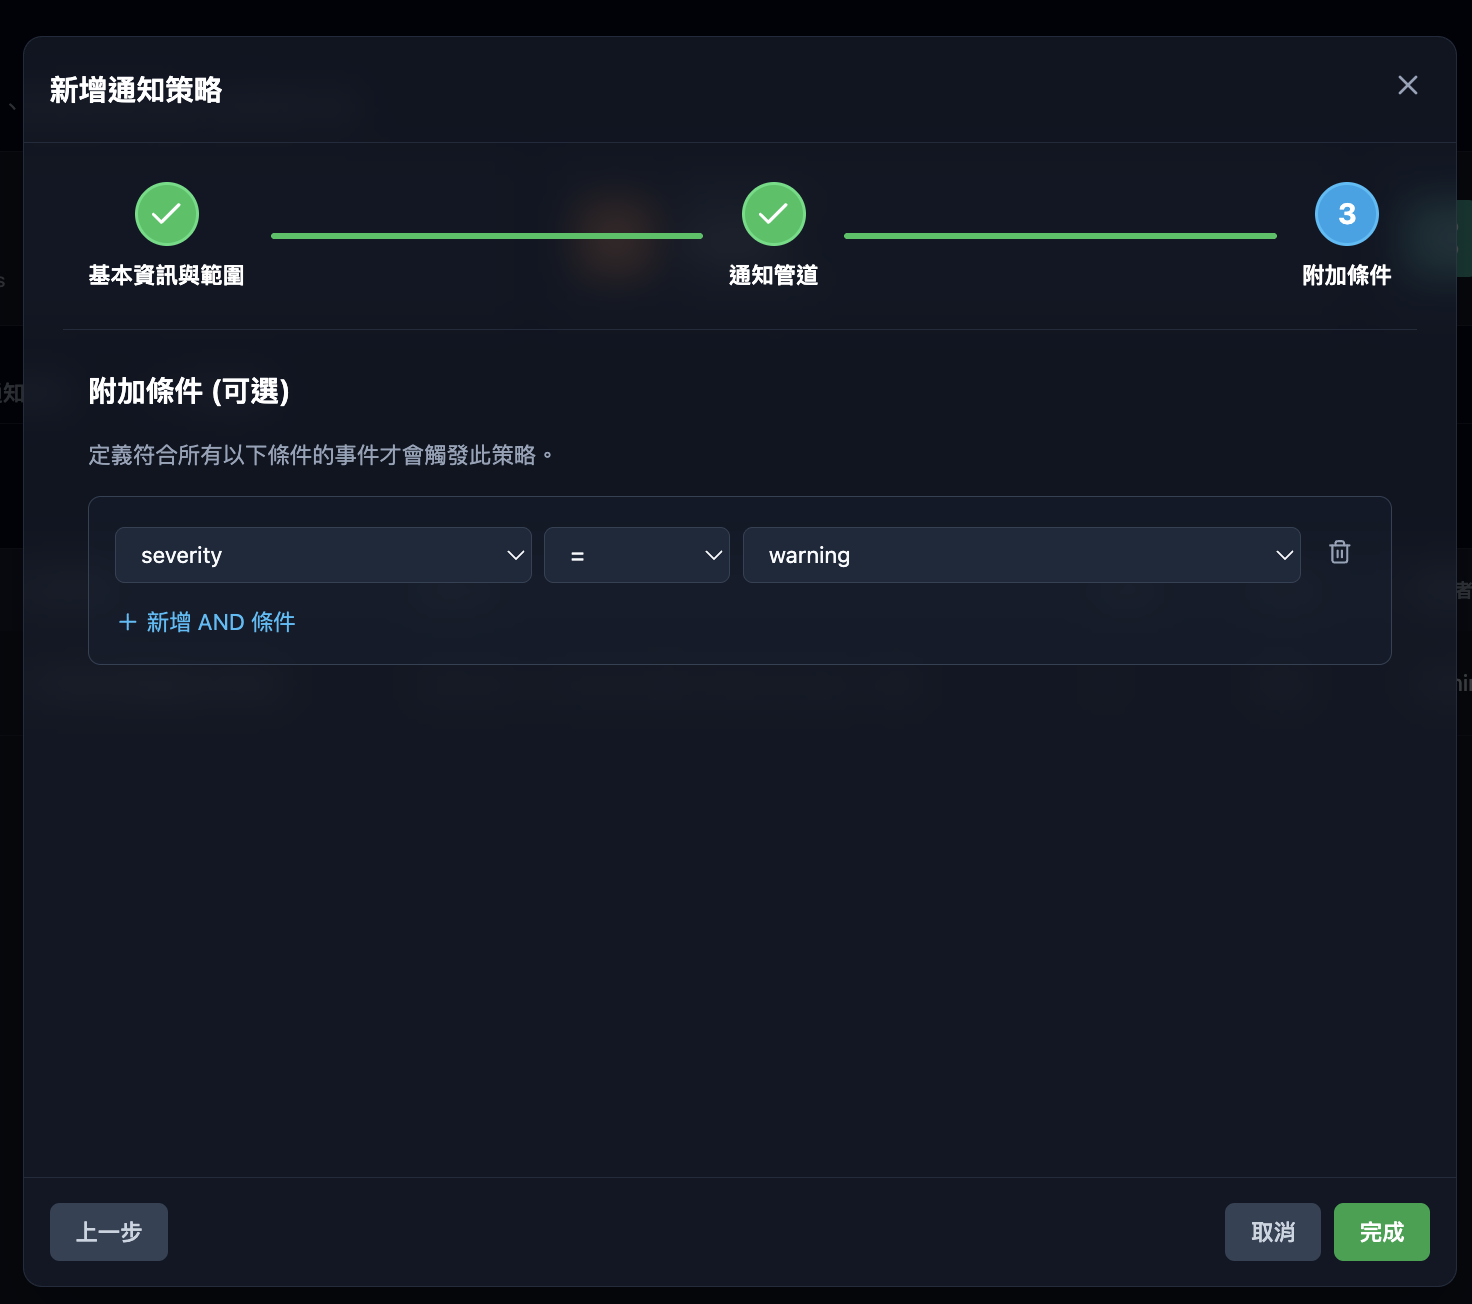 新增通知策略
3
基本資訊與範圍
通知管道
附加條件
附加條件 (可選)
定義符合所有以下條件的事件才會觸發此策略。
severity
=
warning
新增 AND 條件
上一步
取消
完成